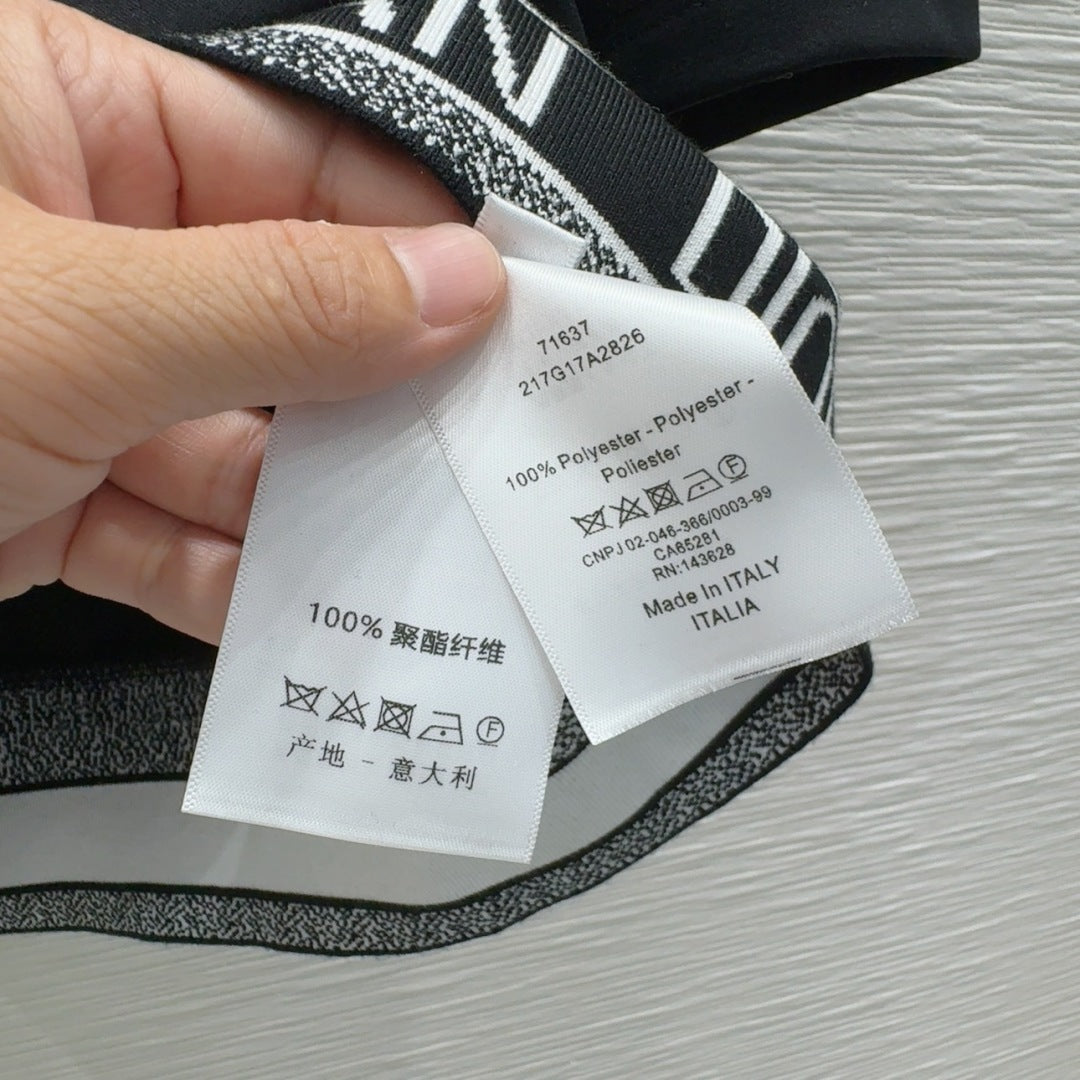 71637
217G17A2826
100% Polyester - Polyester -
Poliester
F
CNPJ 02-046-366/0003-99
CA65281
RN:143628
Made In ITALY
ITALIA
100% 聚酯纤维
F
产地 - 意大利